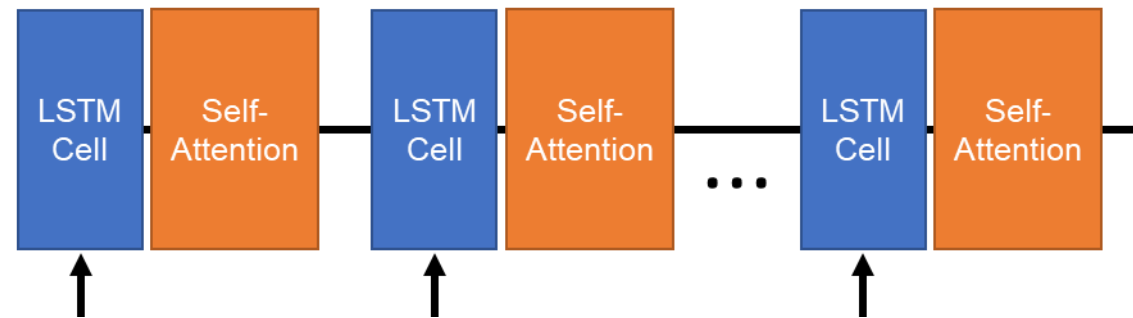 LSTM
Cell
Self-
Attention
LSTM
Cell
Self-
Attention
...
LSTM
Cell
Self-
Attention